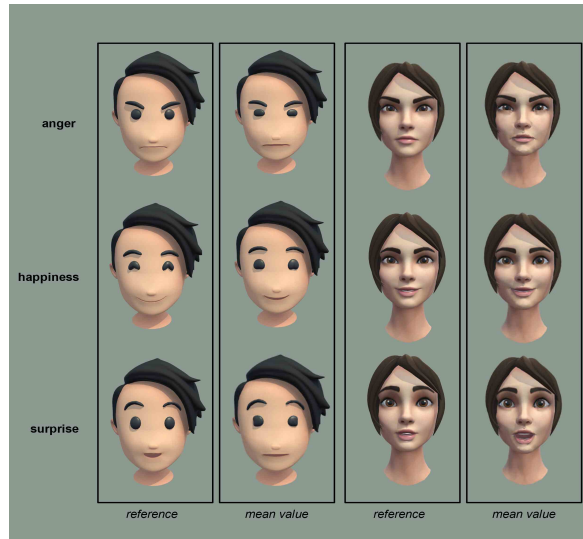 anger
happiness
surprise
reference
mean value
reference
mean value